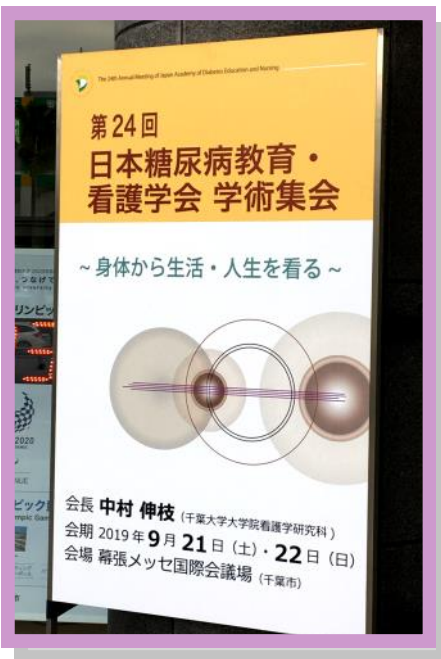 The 24th Annual Meeting of Japan Academy of Diabetes Education and Nursing
第24回
日本糖尿病教育・
看護学会 学術集会
~ 身体から生活・人生を看る ~
会長 中村 伸枝 (千葉大学大学院看護学研究科)
会期 2019年9月21日(土)・22日(日)
会場 幕張メッセ国際会議場 (千葉市)
つなげて
リンピッ
2020